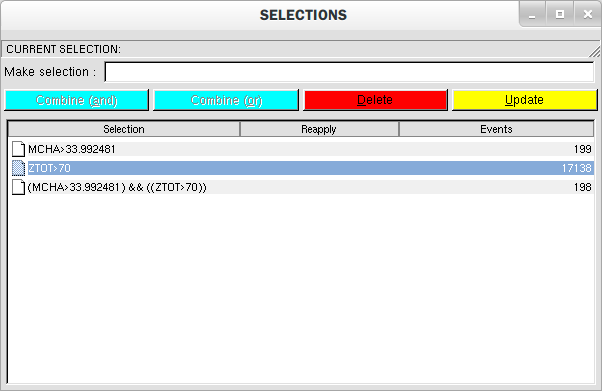 SELECTIONS
CURRENT SELECTION:
Make selection :
Combine (and) Combine (or) Delete Update
Selection Reapply Events
MCHA>33.992481 199
ZTOT>70 17138
(MCHA>33.992481) && ((ZTOT>70)) 198